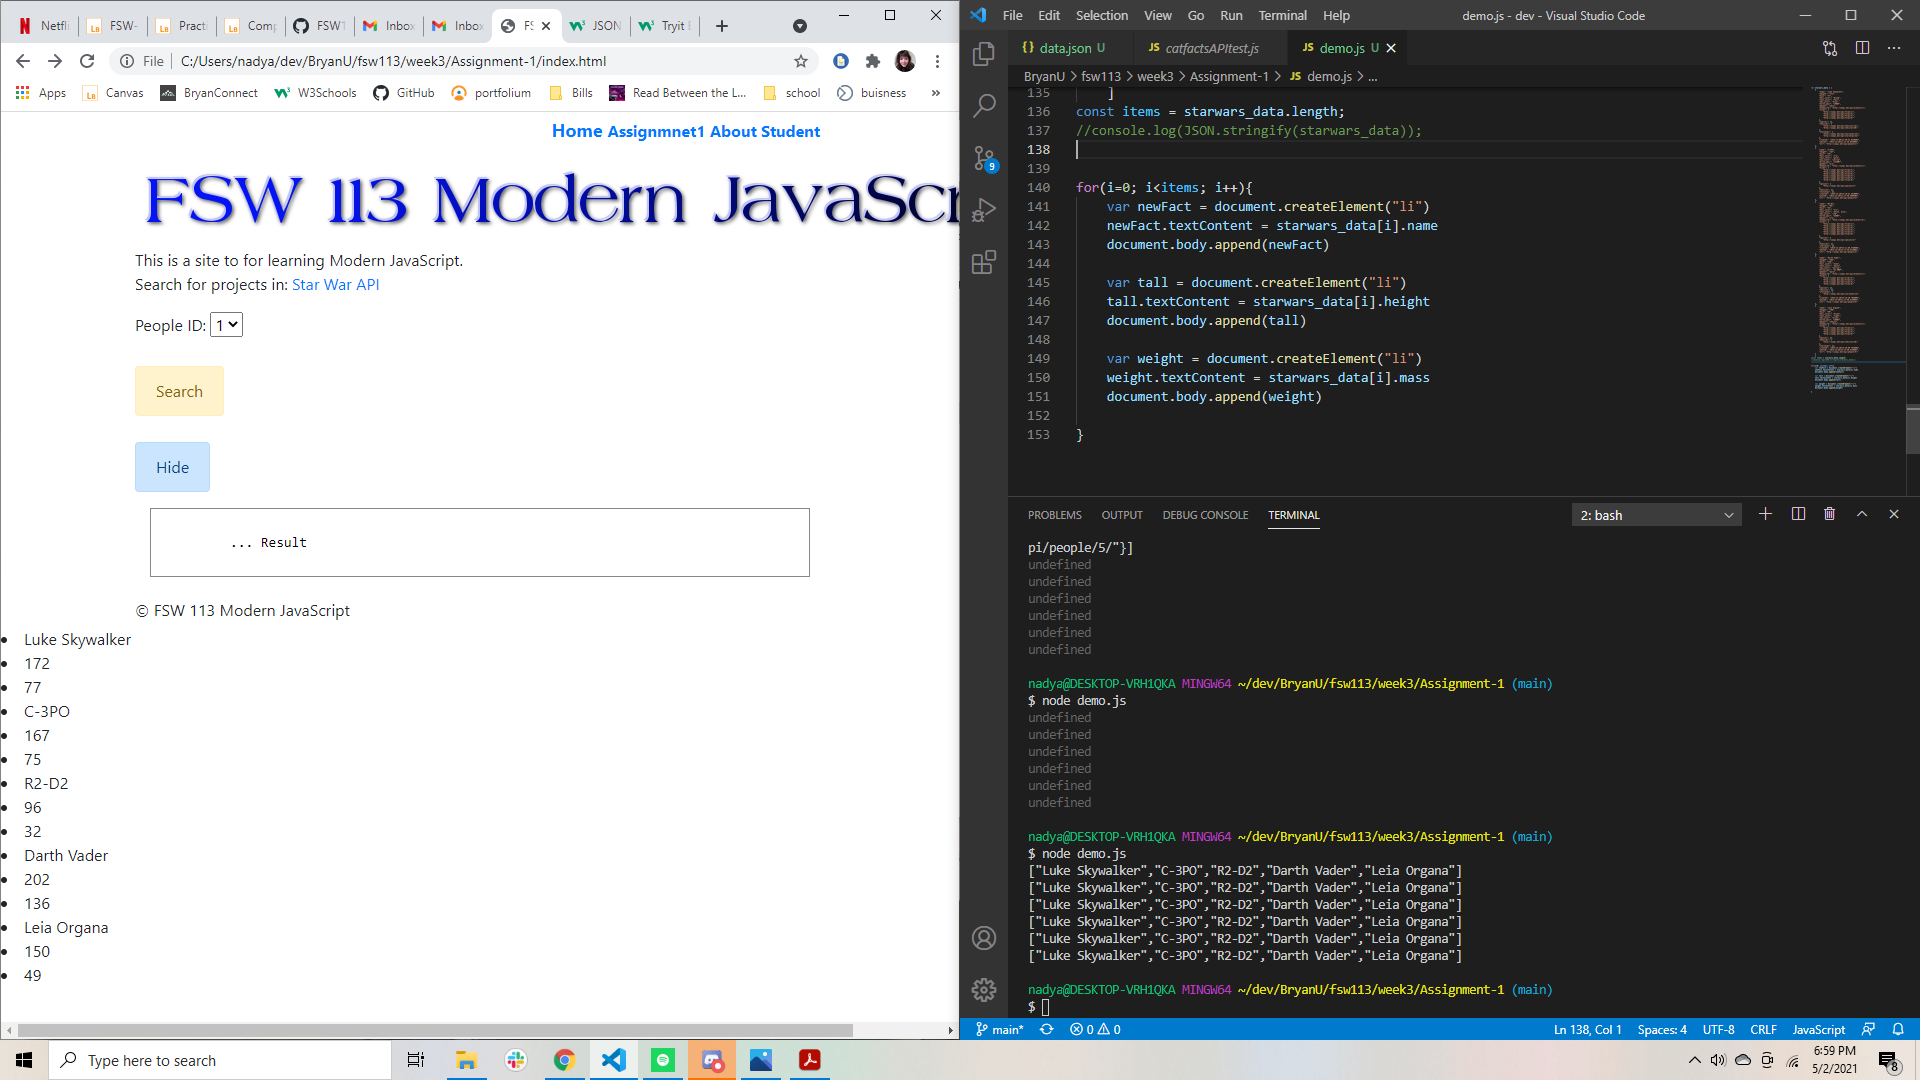 Netfli
FSW-
Practi
Comp
FSW1
Inbox
Inbox
FS
JSON
Tryit E
File
C:/Users/nadya/dev/BryanU/fsw113/week3/Assignment-1/index.html
Apps
Canvas
BryanConnect
W3Schools
GitHub
portfolium
Bills
Read Between the L...
school
buisness
»
Home Assignmnet1 About Student
FSW 113 Modern JavaScr
This is a site to for learning Modern JavaScript.
Search for projects in: Star War API
People ID: 1
Search
Hide
... Result
© FSW 113 Modern JavaScript
Luke Skywalker
172
77
C-3PO
167
75
R2-D2
96
32
Darth Vader
202
136
Leia Organa
150
49
File Edit Selection View Go Run Terminal Help
demo.js - dev - Visual Studio Code
{} data.json U
JS catfactsAPItest.js
JS demo.js U
BryanU > fsw113 > week3 > Assignment-1 > JS demo.js > ...
9
135 ]
136 const items = starwars_data.length;
137 //console.log(JSON.stringify(starwars_data));
138
139
140 for(i=0; i<items; i++){
141 var newFact = document.createElement("li")
142 newFact.textContent = starwars_data[i].name
143 document.body.append(newFact)
144
145 var tall = document.createElement("li")
146 tall.textContent = starwars_data[i].height
147 document.body.append(tall)
148
149 var weight = document.createElement("li")
150 weight.textContent = starwars_data[i].mass
151 document.body.append(weight)
152
153 }
PROBLEMS OUTPUT DEBUG CONSOLE TERMINAL
2: bash
pi/people/5/"}]
undefined
undefined
undefined
undefined
undefined
undefined
nadya@DESKTOP-VRH1QKA MINGW64 ~/dev/BryanU/fsw113/week3/Assignment-1 (main)
$ node demo.js
undefined
undefined
undefined
undefined
undefined
undefined
nadya@DESKTOP-VRH1QKA MINGW64 ~/dev/BryanU/fsw113/week3/Assignment-1 (main)
$ node demo.js
["Luke Skywalker","C-3PO","R2-D2","Darth Vader","Leia Organa"]
["Luke Skywalker","C-3PO","R2-D2","Darth Vader","Leia Organa"]
["Luke Skywalker","C-3PO","R2-D2","Darth Vader","Leia Organa"]
["Luke Skywalker","C-3PO","R2-D2","Darth Vader","Leia Organa"]
["Luke Skywalker","C-3PO","R2-D2","Darth Vader","Leia Organa"]
["Luke Skywalker","C-3PO","R2-D2","Darth Vader","Leia Organa"]
nadya@DESKTOP-VRH1QKA MINGW64 ~/dev/BryanU/fsw113/week3/Assignment-1 (main)
$
main* 0 0 Ln 138, Col 1 Spaces: 4 UTF-8 CRLF JavaScript
Type here to search
6:59 PM
5/2/2021
8